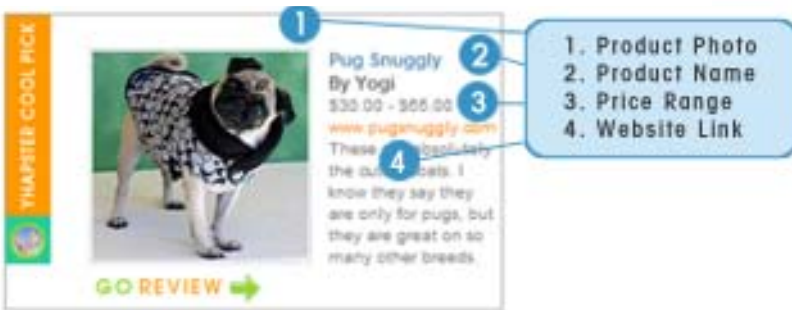 YHAPSTER COOL PICK
1
Pug Snuggly
2
By Yogi
$30.00 - $65.00
3
www.pugsnuggly.com
These absolutely
4
the coats. I
know they say they
are only for pugs, but
they are great on so
many other breeds.
GO REVIEW
1. Product Photo
2. Product Name
3. Price Range
4. Website Link